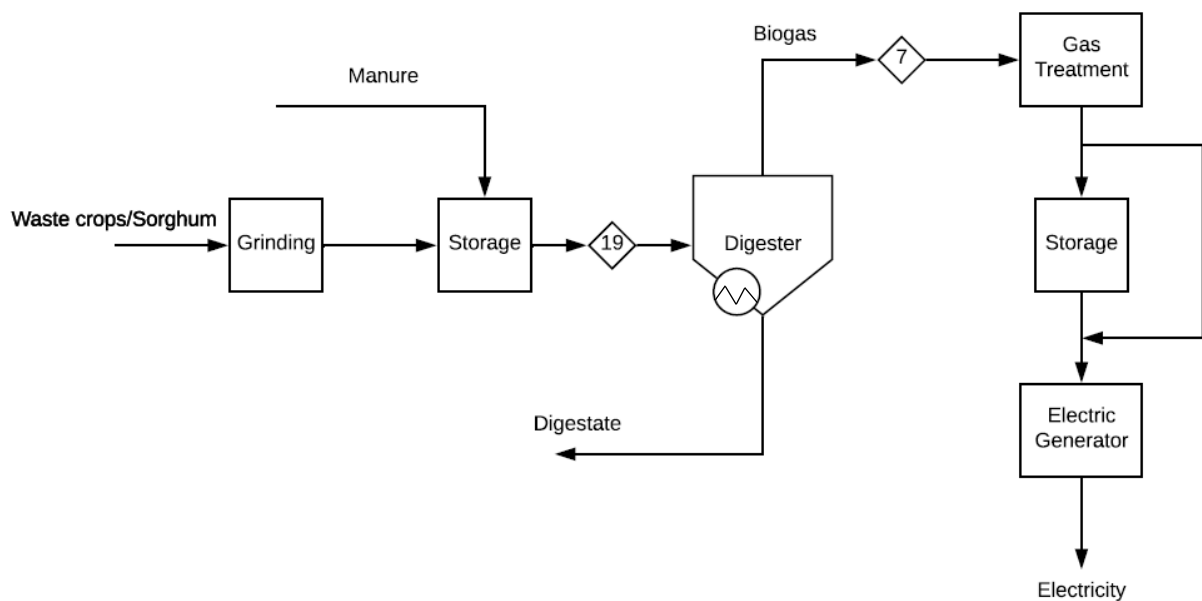 Biogas
7
Gas
Treatment
Manure
Waste crops/Sorghum
Grinding
Storage
19
Digester
Storage
Digestate
Electric
Generator
Electricity